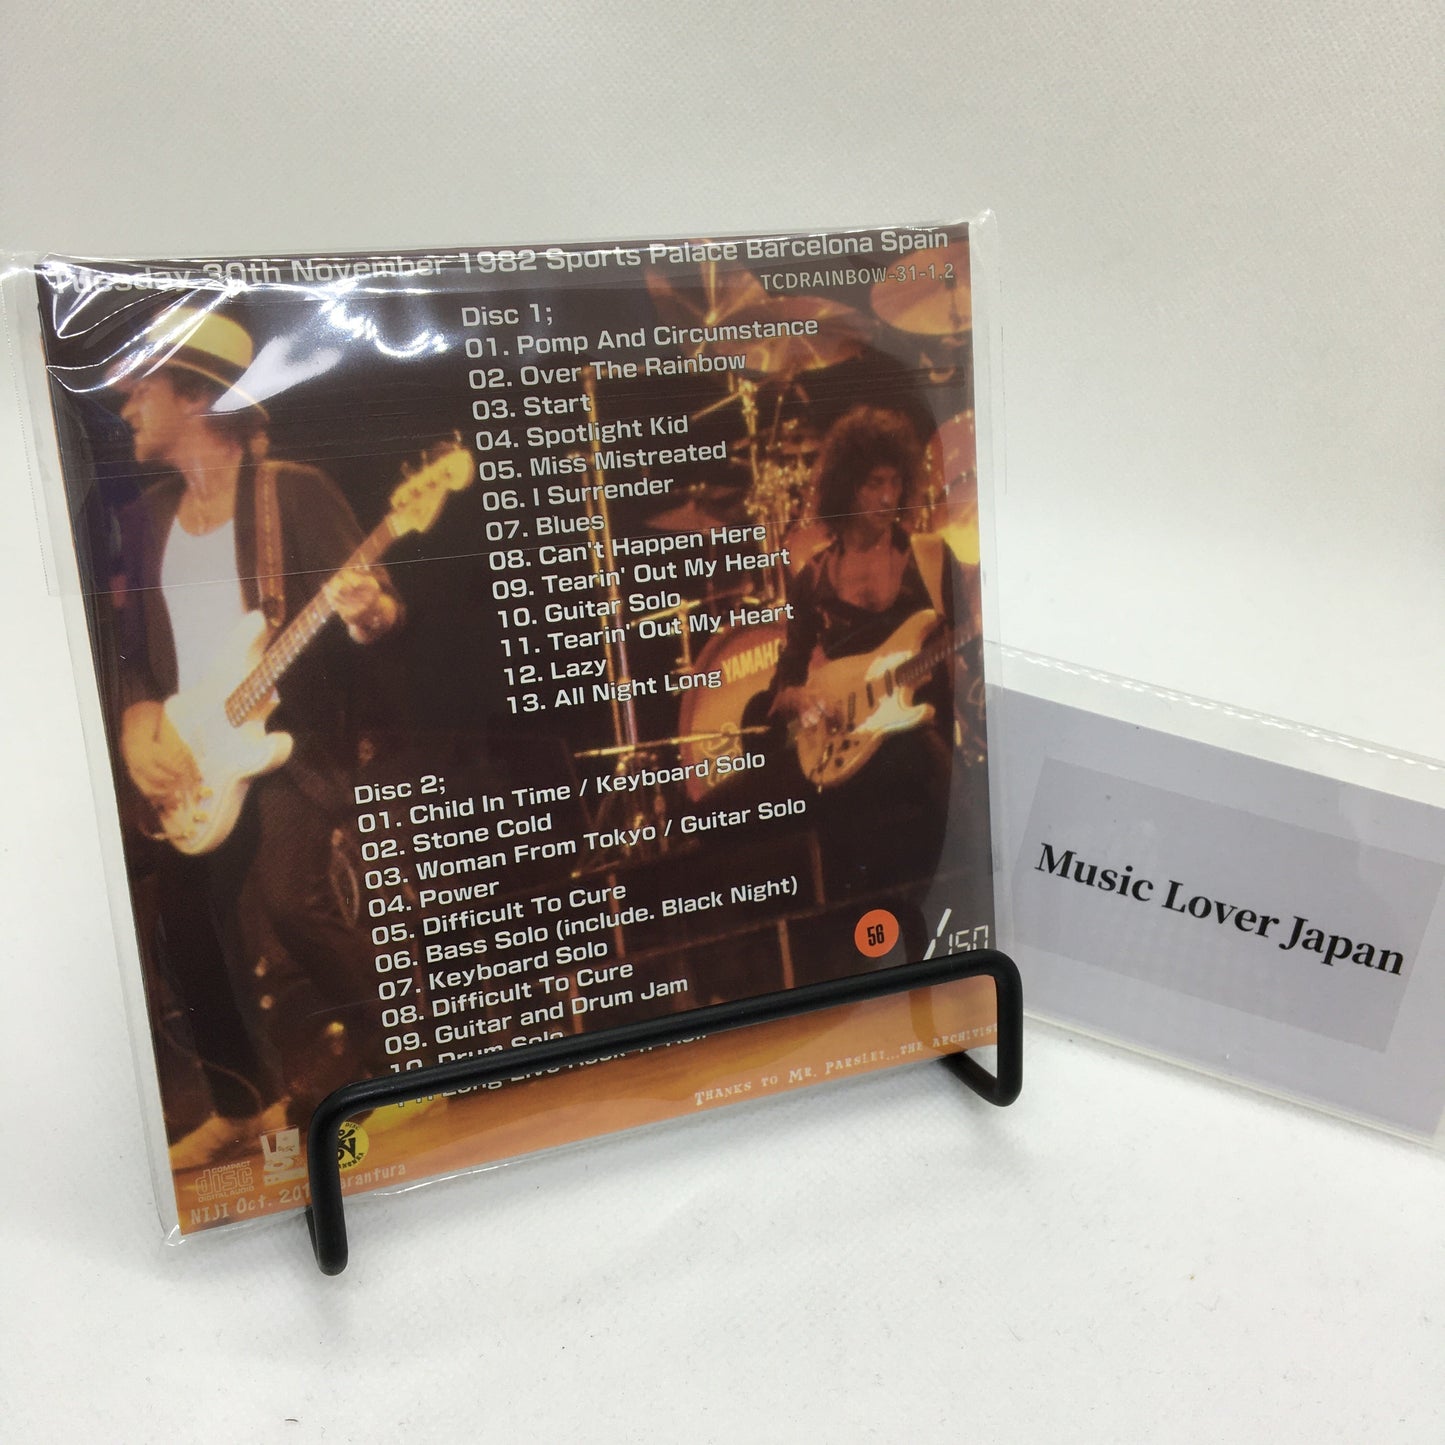 Tuesday 30th November 1982 Sports Palace Barcelona Spain
TCDRAINBOW-31-1.2
Disc 1;
01. Pomp And Circumstance
02. Over The Rainbow
03. Start
04. Spotlight Kid
05. Miss Mistreated
06. I Surrender
07. Blues
08. Can't Happen Here
09. Tearin' Out My Heart
10. Guitar Solo
11. Tearin' Out My Heart
12. Lazy
13. All Night Long
YAMAHA
Disc 2;
01. Child In Time / Keyboard Solo
02. Stone Cold
03. Woman From Tokyo / Guitar Solo
04. Power
05. Difficult To Cure
06. Bass Solo (include. Black Night)
07. Keyboard Solo
08. Difficult To Cure
09. Guitar and Drum Jam
10. Drum Solo
56
/150
THANKS TO MR. PARSLEY...THE ARCHIVIST
COMPACT
disc
DIGITAL AUDIO
NIJI Oct.
Music Lover Japan